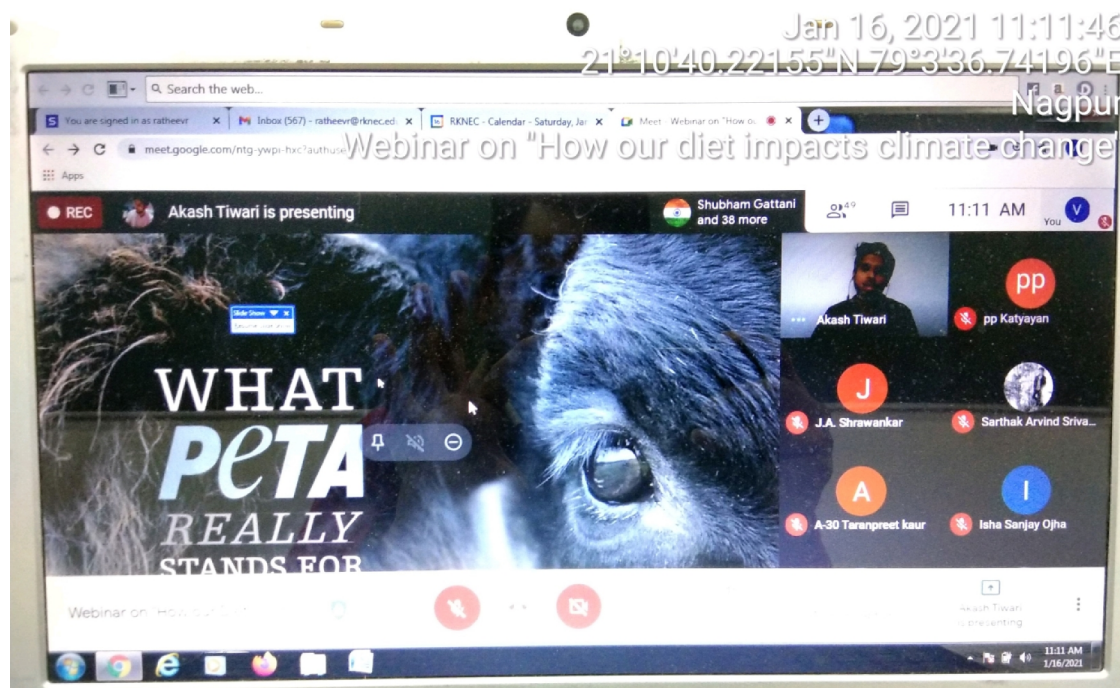 Jan 16, 2021 11:11:46
21°10'40.22155"N 79°3'36.74196"E
Nagpur
Webinar on "How our diet impacts climate change
Search the web...
You are signed in as ratheevr
Inbox (567) - ratheevr@rknec.ed
RKNEC - Calendar - Saturday, Jar
Meet - Webinar on "How ou
meet.google.com/ntg-ywpi-hxc?authuse
Apps
REC
Akash Tiwari is presenting
Shubham Gattani
and 38 more
49
11:11 AM
You
V
Slide Show
WHAT
PeTA
REALLY
STANDS FOR
Akash Tiwari
pp
pp Katyayan
J
J.A. Shrawankar
Sarthak Arvind Sriva...
A
A-30 Taranpreet kaur
I
Isha Sanjay Ojha
Webinar on "How our
Akash Tiwari
is presenting
11:11 AM
1/16/2021